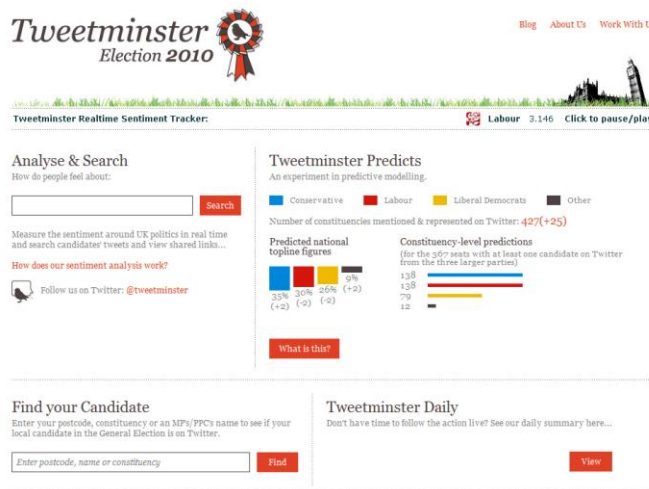 Tweetminster
Election 2010
Blog About Us Work With U
Tweetminster Realtime Sentiment Tracker:
Labour 3.146 Click to pause/play
Analyse & Search
How do people feel about:
Search
Measure the sentiment around UK politics in real time
and search candidates' tweets and view shared links...
How does our sentiment analysis work?
Follow us on Twitter: @tweetminster
Tweetminster Predicts
An experiment in predictive modelling.
Conservative Labour Liberal Democrats Other
Number of constituencies mentioned & represented on Twitter: 427(+25)
Predicted national
topline figures
35% 30% 26% 9%
(+2) (-2) (-2) (+2)
Constituency-level predictions
(for the 367 seats with at least one candidate on Twitter
from the three larger parties)
138
138
79
12
What is this?
Find your Candidate
Enter your postcode, constituency or an MP's/PPC's name to see if your
local candidate in the General Election is on Twitter.
Enter postcode, name or constituency
Find
Tweetminster Daily
Don't have time to follow the action live? See our daily summary here...
View